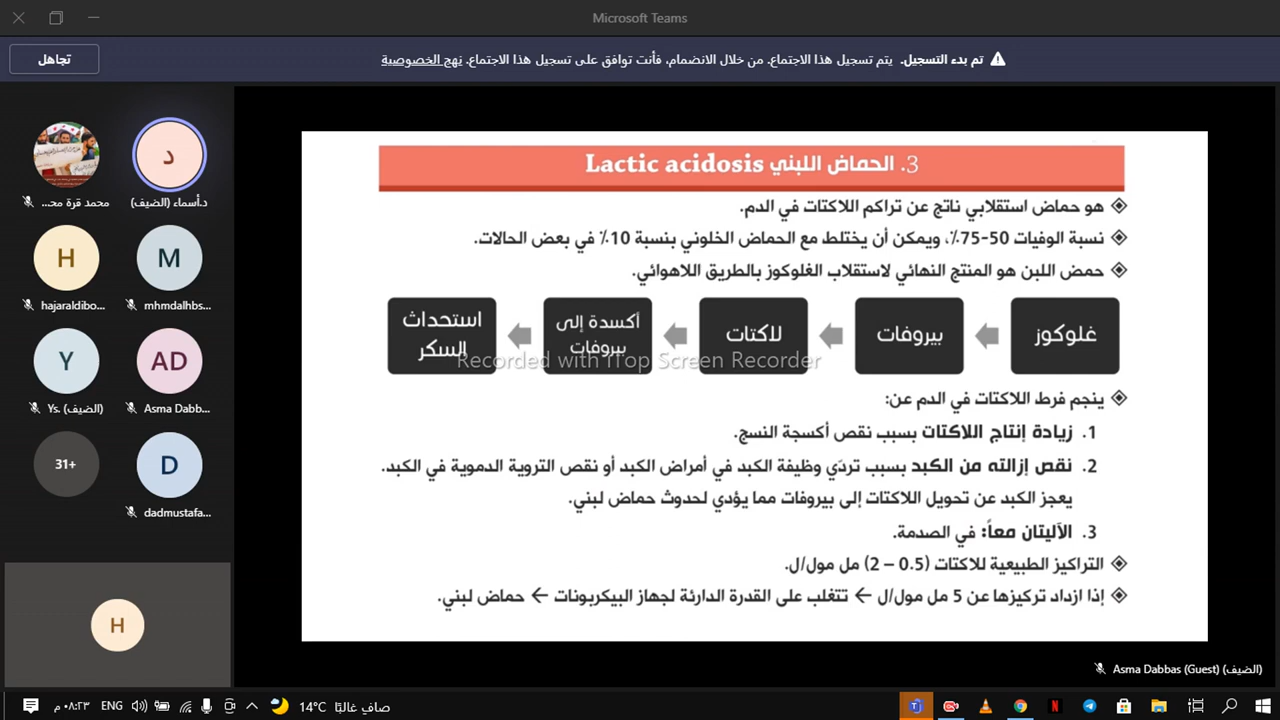 Microsoft Teams
تم بدء التسجيل. يتم تسجيل هذا الاجتماع. من خلال الانضمام، فأنت توافق على تسجيل هذا الاجتماع. نهج الخصوصية
تجاهل
د
د.أسماء (الضيف)
محمد قرة محـ...
H
hajaraldibo...
M
mhmdalhbs...
Y
Ys. (الضيف)
AD
Asma Dabb...
31+
D
dadmustafa...
H
3. الحماض اللبني Lactic acidosis
هو حماض استقلابي ناتج عن تراكم اللاكتات في الدم.
نسبة الوفيات 50-75٪، ويمكن أن يختلط مع الحماض الخلوني بنسبة 10٪ في بعض الحالات.
حمض اللبن هو المنتج النهائي لاستقلاب الغلوكوز بالطريق اللاهوائي.
غلوكوز
بيروفات
لاكتات
أكسدة إلى
بيروفات
استحداث
السكر
Recorded with iTop Screen Recorder
ينجم فرط اللاكتات في الدم عن:
1. زيادة إنتاج اللاكتات بسبب نقص أكسجة النسج.
2. نقص إزالته من الكبد بسبب تردّي وظيفة الكبد في أمراض الكبد أو نقص التروية الدموية في الكبد.
يعجز الكبد عن تحويل اللاكتات إلى بيروفات مما يؤدي لحدوث حماض لبني.
3. الآليتان معاً: في الصدمة.
التراكيز الطبيعية للاكتات (0.5 – 2) مل مول/ل.
إذا ازداد تركيزها عن 5 مل مول/ل ← تتغلب على القدرة الدارئة لجهاز البيكربونات ← حماض لبني.
Asma Dabbas (Guest) (الضيف)
٠٨:٢٣ م
ENG
14°C صافٍ غالبًا